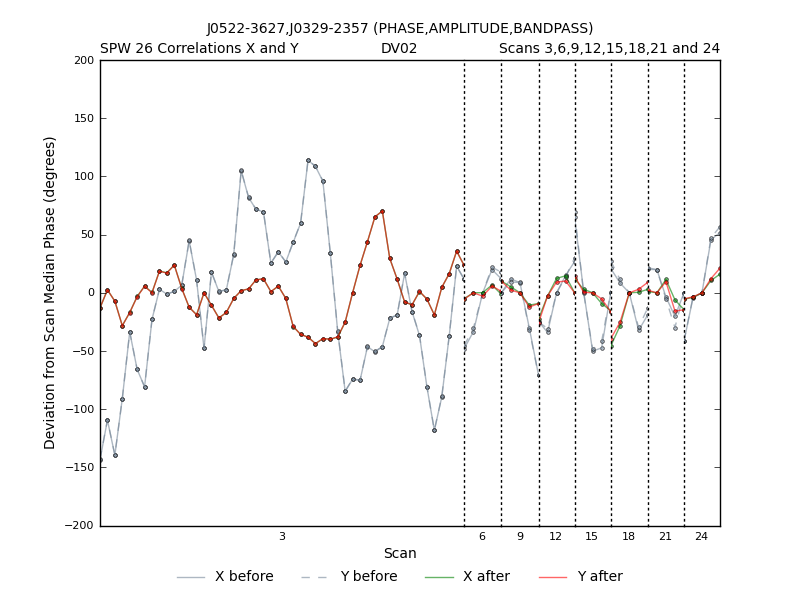 J0522-3627,J0329-2357 (PHASE,AMPLITUDE,BANDPASS)
SPW 26 Correlations X and Y DV02 Scans 3,6,9,12,15,18,21 and 24
200
150
100
50
0
−50
−100
−150
−200
Deviation from Scan Median Phase (degrees)
3 6 9 12 15 18 21 24
Scan
X before Y before X after Y after